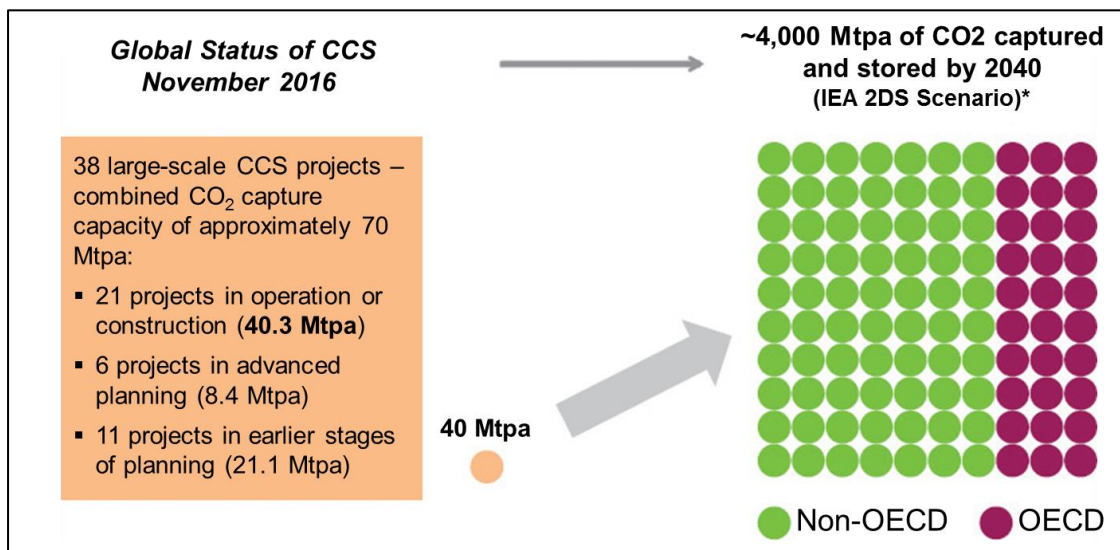 Global Status of CCS
November 2016
~4,000 Mtpa of CO2 captured
and stored by 2040
(IEA 2DS Scenario)*
38 large-scale CCS projects –
combined CO₂ capture
capacity of approximately 70
Mtpa:
▪ 21 projects in operation or
construction (40.3 Mtpa)
▪ 6 projects in advanced
planning (8.4 Mtpa)
▪ 11 projects in earlier stages
of planning (21.1 Mtpa)
40 Mtpa
Non-OECD
OECD